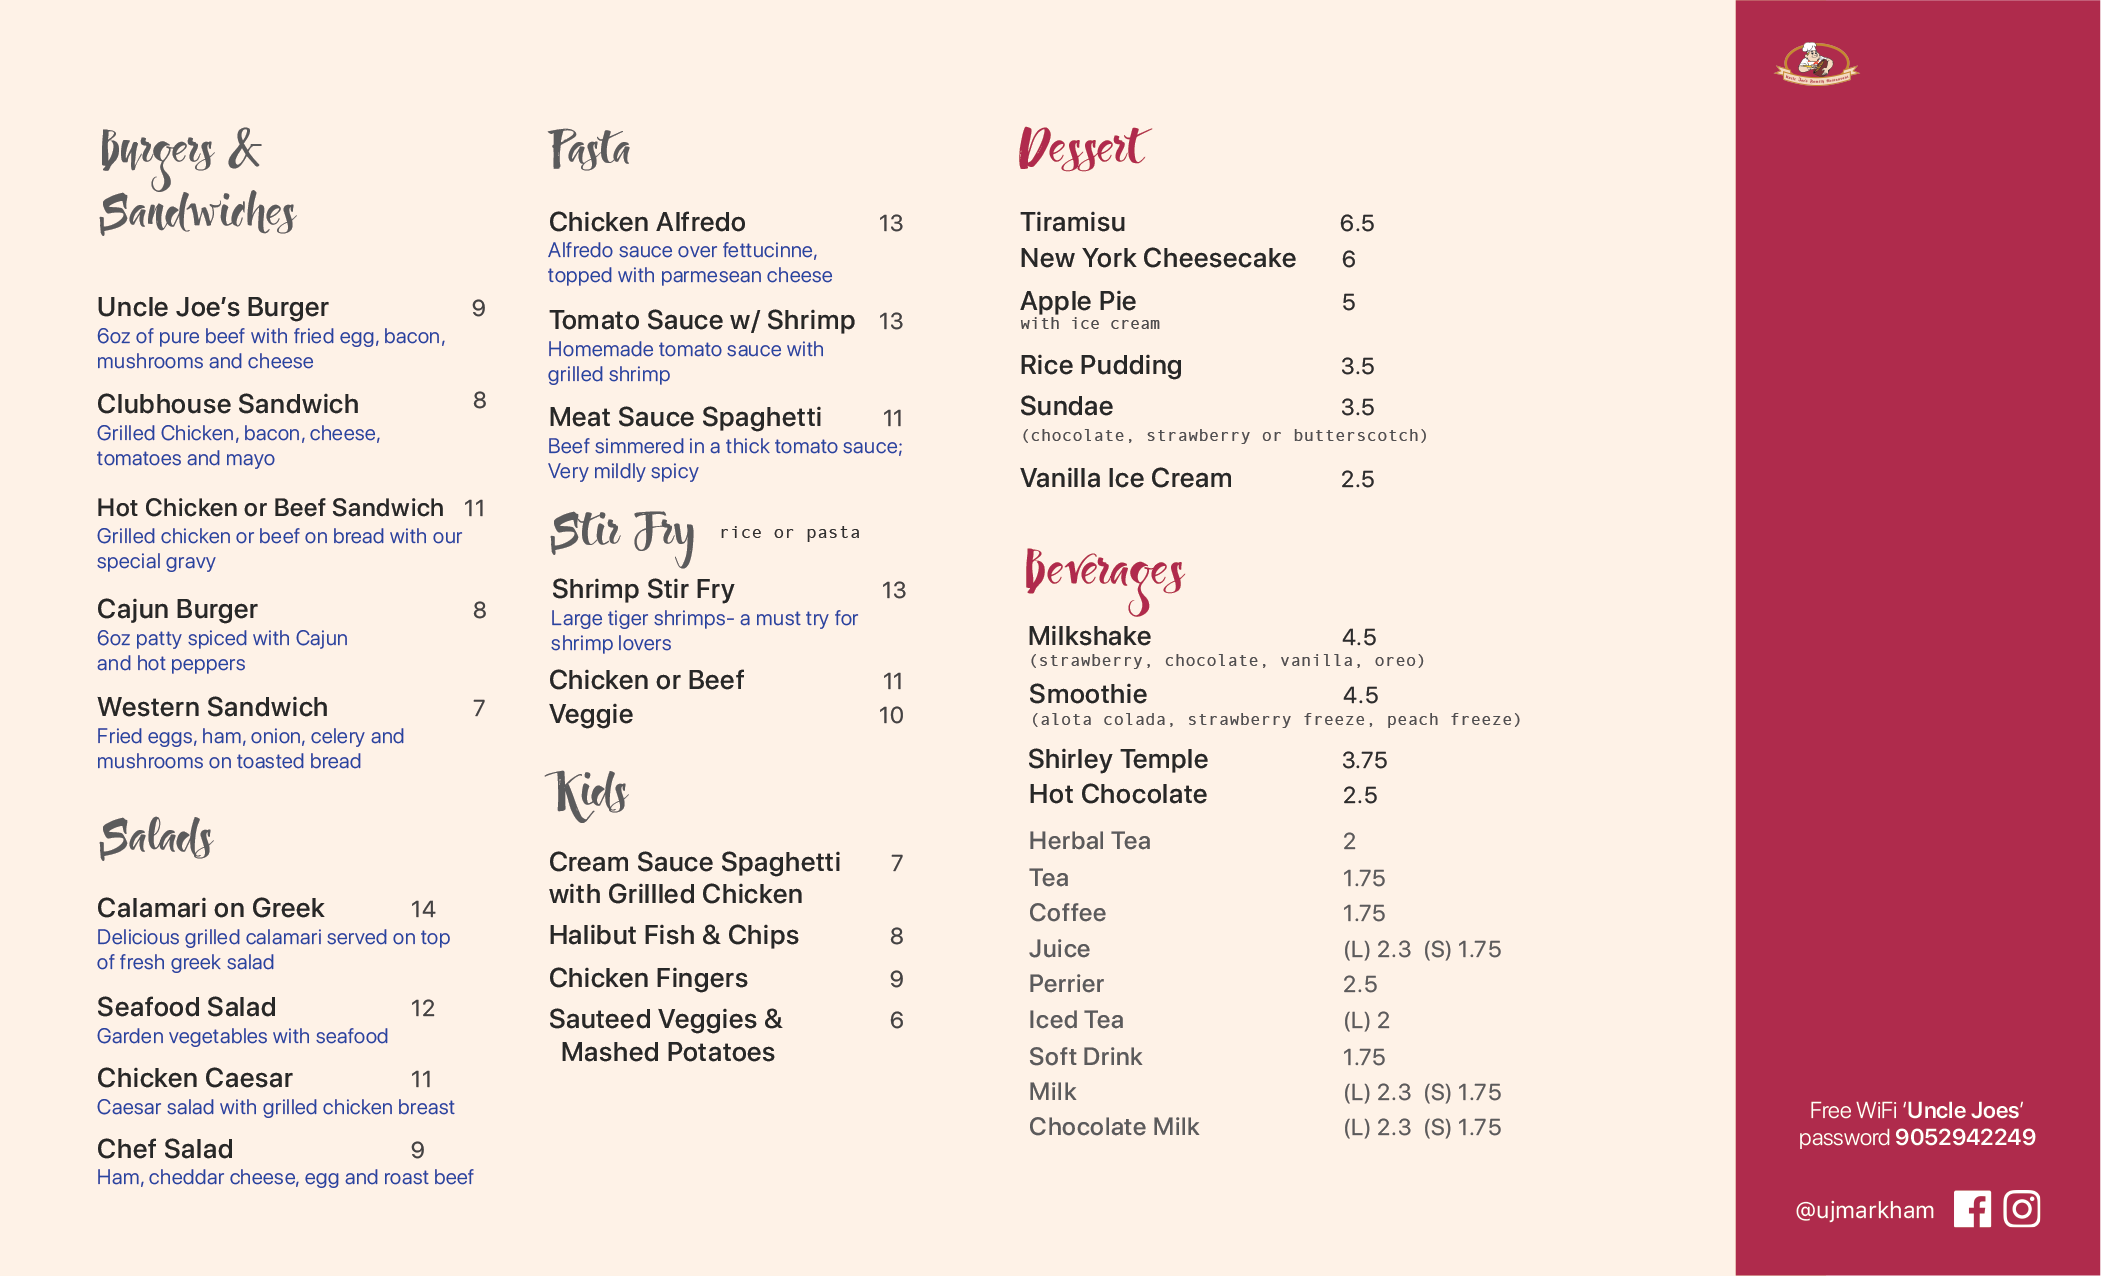 Burgers &
Sandwiches
Uncle Joe's Burger 9
6oz of pure beef with fried egg, bacon,
mushrooms and cheese
Clubhouse Sandwich 8
Grilled Chicken, bacon, cheese,
tomatoes and mayo
Hot Chicken or Beef Sandwich 11
Grilled chicken or beef on bread with our
special gravy
Cajun Burger 8
6oz patty spiced with Cajun
and hot peppers
Western Sandwich 7
Fried eggs, ham, onion, celery and
mushrooms on toasted bread
Salads
Calamari on Greek 14
Delicious grilled calamari served on top
of fresh greek salad
Seafood Salad 12
Garden vegetables with seafood
Chicken Caesar 11
Caesar salad with grilled chicken breast
Chef Salad 9
Ham, cheddar cheese, egg and roast beef
Pasta
Chicken Alfredo 13
Alfredo sauce over fettucinne,
topped with parmesean cheese
Tomato Sauce w/ Shrimp 13
Homemade tomato sauce with
grilled shrimp
Meat Sauce Spaghetti 11
Beef simmered in a thick tomato sauce;
Very mildly spicy
Stir Fry rice or pasta
Shrimp Stir Fry 13
Large tiger shrimps- a must try for
shrimp lovers
Chicken or Beef 11
Veggie 10
Kids
Cream Sauce Spaghetti 7
with Grillled Chicken
Halibut Fish & Chips 8
Chicken Fingers 9
Sauteed Veggies & 6
Mashed Potatoes
Dessert
Tiramisu 6.5
New York Cheesecake 6
Apple Pie 5
with ice cream
Rice Pudding 3.5
Sundae 3.5
(chocolate, strawberry or butterscotch)
Vanilla Ice Cream 2.5
Beverages
Milkshake 4.5
(strawberry, chocolate, vanilla, oreo)
Smoothie 4.5
(alota colada, strawberry freeze, peach freeze)
Shirley Temple 3.75
Hot Chocolate 2.5
Herbal Tea 2
Tea 1.75
Coffee 1.75
Juice (L) 2.3 (S) 1.75
Perrier 2.5
Iced Tea (L) 2
Soft Drink 1.75
Milk (L) 2.3 (S) 1.75
Chocolate Milk (L) 2.3 (S) 1.75
Free WiFi 'Uncle Joes'
password 9052942249
@ujmarkham